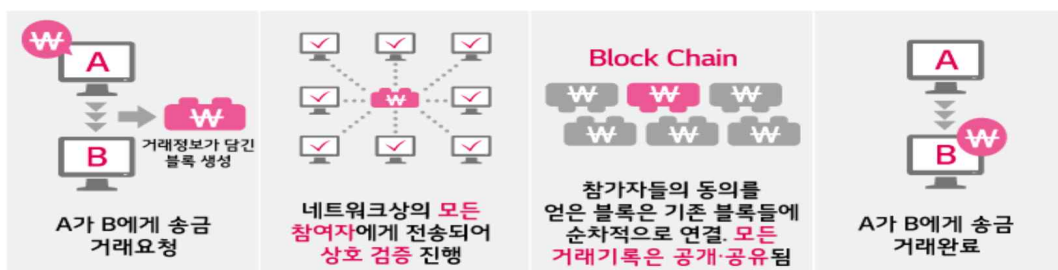 ₩
A
₩
B
거래정보가 담긴
블록 생성
A가 B에게 송금
거래요청
₩
네트워크상의 모든
참여자에게 전송되어
상호 검증 진행
Block Chain
₩ ₩ ₩
₩ ₩ ₩
참가자들의 동의를
얻은 블록은 기존 블록들에
순차적으로 연결. 모든
거래기록은 공개·공유됨
A
B
₩
A가 B에게 송금
거래완료